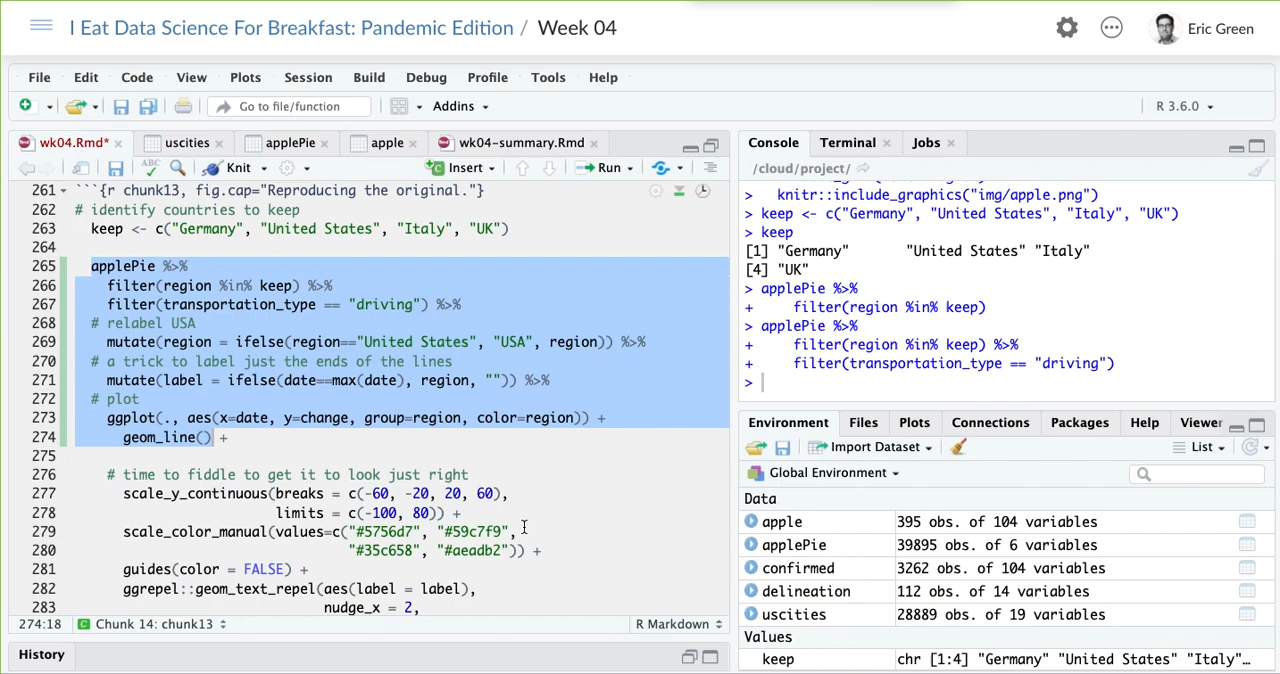 I Eat Data Science For Breakfast: Pandemic Edition / Week 04
Eric Green
File Edit Code View Plots Session Build Debug Profile Tools Help
Go to file/function Addins R 3.6.0
wk04.Rmd* uscities applePie apple wk04-summary.Rmd
ABC Knit Insert Run
261 ```{r chunk13, fig.cap="Reproducing the original."}
262 # identify countries to keep
263 keep <- c("Germany", "United States", "Italy", "UK")
264
265 applePie %>%
266 filter(region %in% keep) %>%
267 filter(transportation_type == "driving") %>%
268 # relabel USA
269 mutate(region = ifelse(region=="United States", "USA", region)) %>%
270 # a trick to label just the ends of the lines
271 mutate(label = ifelse(date==max(date), region, "")) %>%
272 # plot
273 ggplot(., aes(x=date, y=change, group=region, color=region)) +
274 geom_line() +
275
276 # time to fiddle to get it to look just right
277 scale_y_continuous(breaks = c(-60, -20, 20, 60),
278 limits = c(-100, 80)) +
279 scale_color_manual(values=c("#5756d7", "#59c7f9",
280 "#35c658", "#aeadb2")) +
281 guides(color = FALSE) +
282 ggrepel::geom_text_repel(aes(label = label),
283 nudge_x = 2,
274:18 Chunk 14: chunk13 R Markdown
History
Console Terminal Jobs
/cloud/project/
> knitr::include_graphics("img/apple.png")
> keep <- c("Germany", "United States", "Italy", "UK")
> keep
[1] "Germany" "United States" "Italy"
[4] "UK"
> applePie %>%
+ filter(region %in% keep)
> applePie %>%
+ filter(region %in% keep) %>%
+ filter(transportation_type == "driving")
>
Environment Files Plots Connections Packages Help Viewer
Import Dataset List
Global Environment
Data
apple 395 obs. of 104 variables
applePie 39895 obs. of 6 variables
confirmed 3262 obs. of 104 variables
delineation 112 obs. of 14 variables
uscities 28889 obs. of 19 variables
Values
keep chr [1:4] "Germany" "United States" "Italy"…